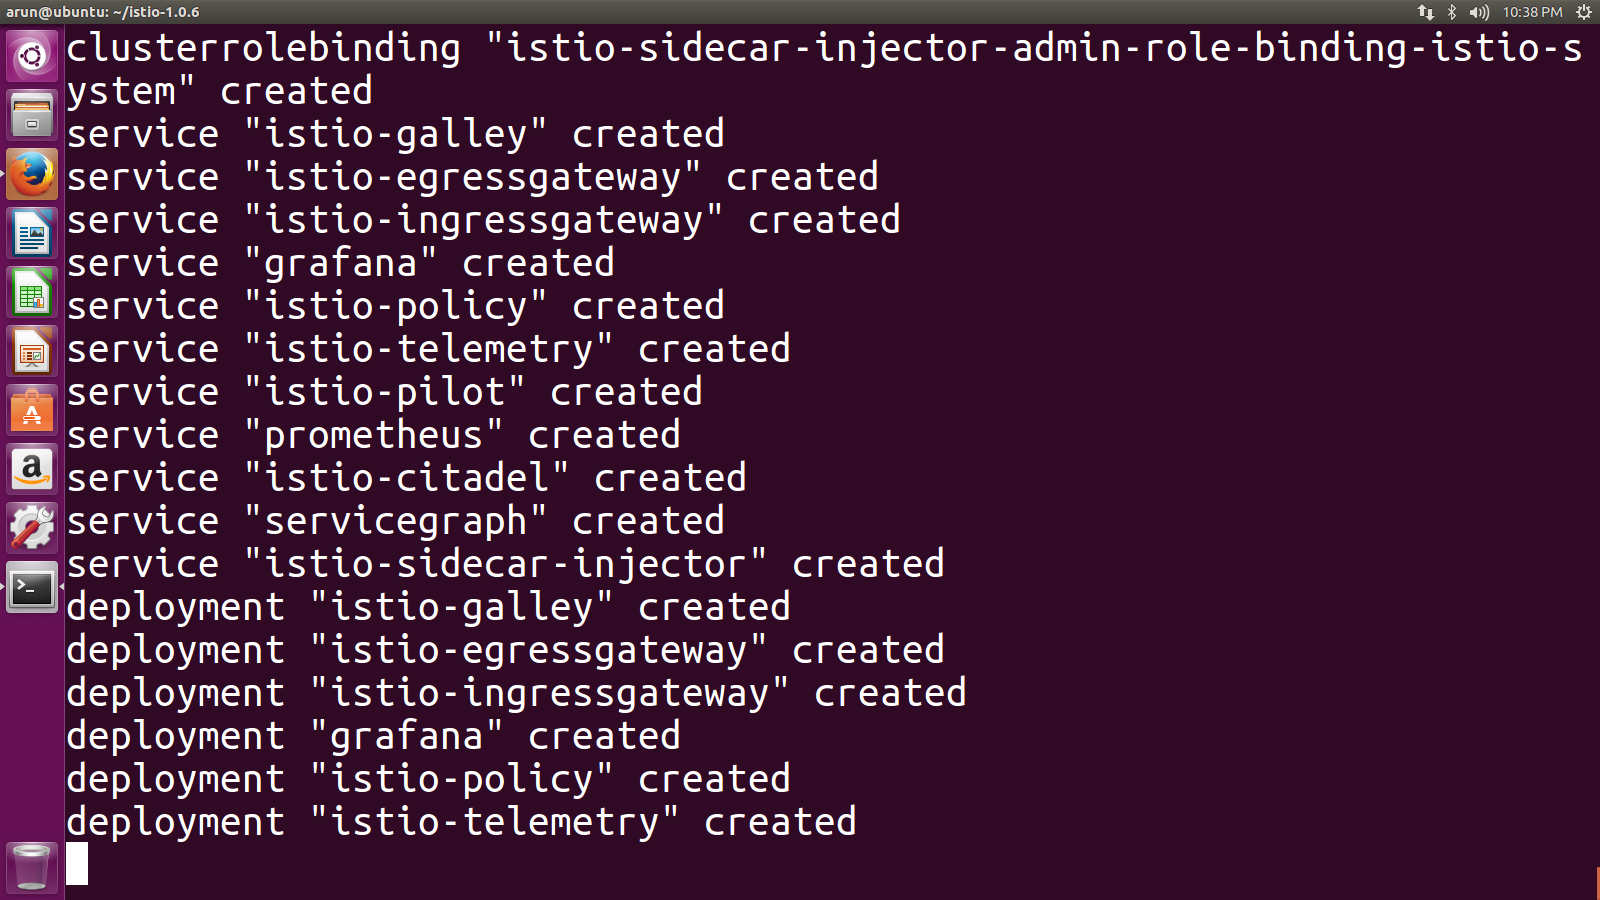 arun@ubuntu: ~/istio-1.0.6
10:38 PM
clusterrolebinding "istio-sidecar-injector-admin-role-binding-istio-s
ystem" created
service "istio-galley" created
service "istio-egressgateway" created
service "istio-ingressgateway" created
service "grafana" created
service "istio-policy" created
service "istio-telemetry" created
service "istio-pilot" created
service "prometheus" created
service "istio-citadel" created
service "servicegraph" created
service "istio-sidecar-injector" created
deployment "istio-galley" created
deployment "istio-egressgateway" created
deployment "istio-ingressgateway" created
deployment "grafana" created
deployment "istio-policy" created
deployment "istio-telemetry" created